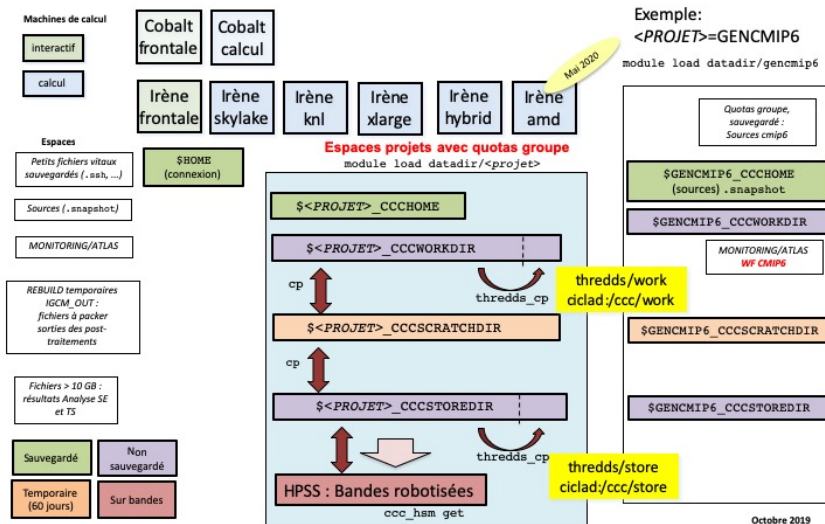 Machines de calcul
interactif
calcul
Cobalt
frontale
Cobalt
calcul
Irène
frontale
Irène
skylake
Irène
knl
Irène
xlarge
Irène
hybrid
Irène
amd
Mai 2020
Exemple:
<PROJET>=GENCMIP6
module load datadir/gencmip6
Espaces
Petits fichiers vitaux
sauvegardés (.ssh, ...)
$HOME
(connexion)
Sources (.snapshot)
MONITORING/ATLAS
REBUILD temporaires
IGCM_OUT :
fichiers à packer
sorties des post-
traitements
Fichiers > 10 GB :
résultats Analyse SE
et TS
Sauvegardé
Non
sauvegardé
Temporaire
(60 jours)
Sur bandes
Espaces projets avec quotas groupe
module load datadir/<projet>
$<PROJET>_CCCHOME
$<PROJET>_CCCWORKDIR
cp
thredds_cp
thredds/work
ciclad:/ccc/work
$<PROJET>_CCCSCRATCHDIR
cp
$<PROJET>_CCCSTOREDIR
thredds_cp
thredds/store
ciclad:/ccc/store
HPSS : Bandes robotisées
ccc_hsm get
Quotas groupe,
sauvegardé :
Sources cmip6
$GENCMIP6_CCCHOME
(sources) .snapshot
$GENCMIP6_CCCWORKDIR
MONITORING/ATLAS
WF CMIP6
$GENCMIP6_CCCSCRATCHDIR
$GENCMIP6_CCCSTOREDIR
Octobre 2019